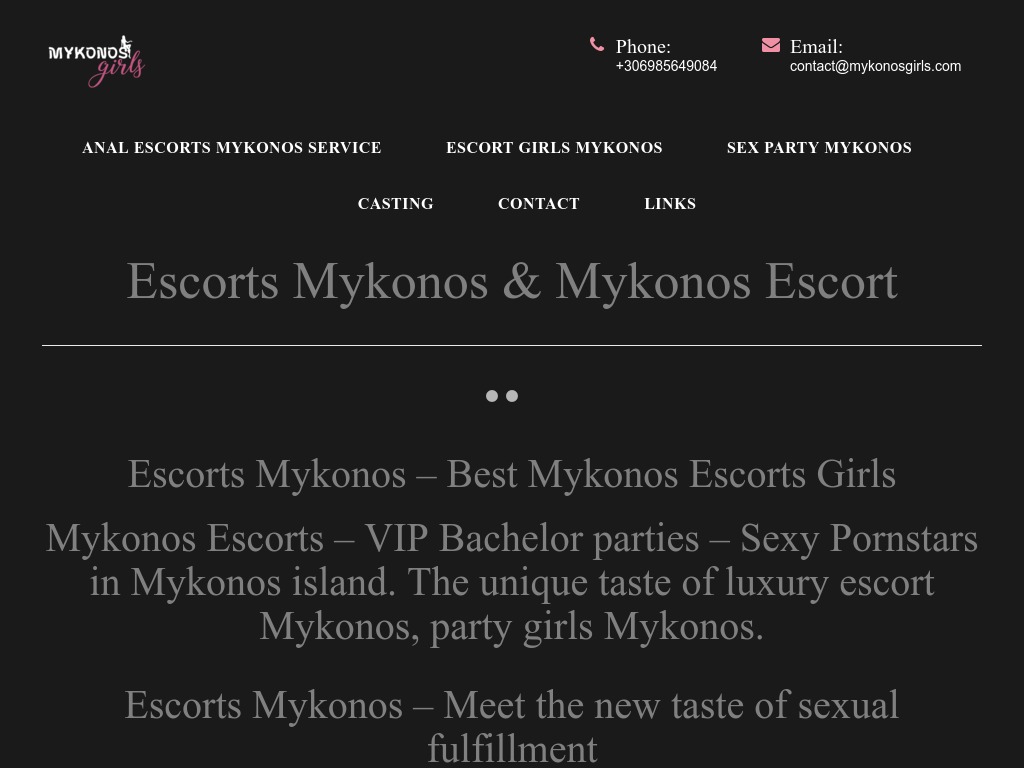 MYKONOS
girls
Phone:
+306985649084
Email:
contact@mykonosgirls.com
ANAL ESCORTS MYKONOS SERVICE
ESCORT GIRLS MYKONOS
SEX PARTY MYKONOS
CASTING
CONTACT
LINKS
Escorts Mykonos & Mykonos Escort
Escorts Mykonos – Best Mykonos Escorts Girls
Mykonos Escorts – VIP Bachelor parties – Sexy Pornstars
in Mykonos island. The unique taste of luxury escort
Mykonos, party girls Mykonos.
Escorts Mykonos – Meet the new taste of sexual
fulfillment